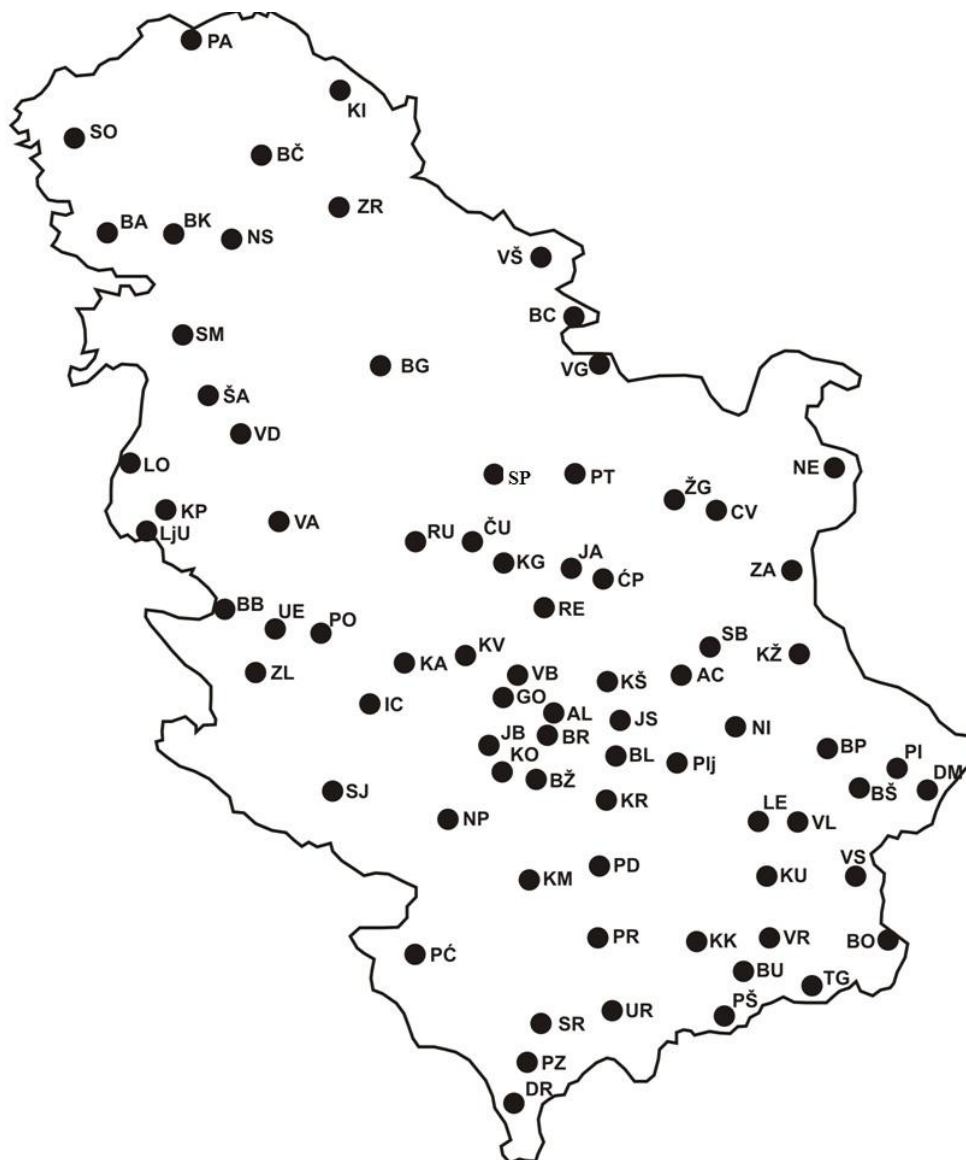 PA
KI
SO
BČ
ZR
BA
BK
NS
VŠ
BC
SM
BG
VG
ŠA
VD
LO
SP
PT
NE
ŽG
CV
KP
LjU
VA
RU
ČU
KG
JA
ĆP
ZA
BB
UE
PO
RE
SB
KŽ
ZL
KA
KV
VB
KŠ
AC
IC
GO
AL
JS
NI
JB
BR
BP
KO
BL
Plj
PI
BŽ
BŠ
DM
SJ
KR
NP
LE
VL
KM
PD
KU
VS
PR
KK
VR
BO
PĆ
BU
TG
PŠ
SR
UR
PZ
DR